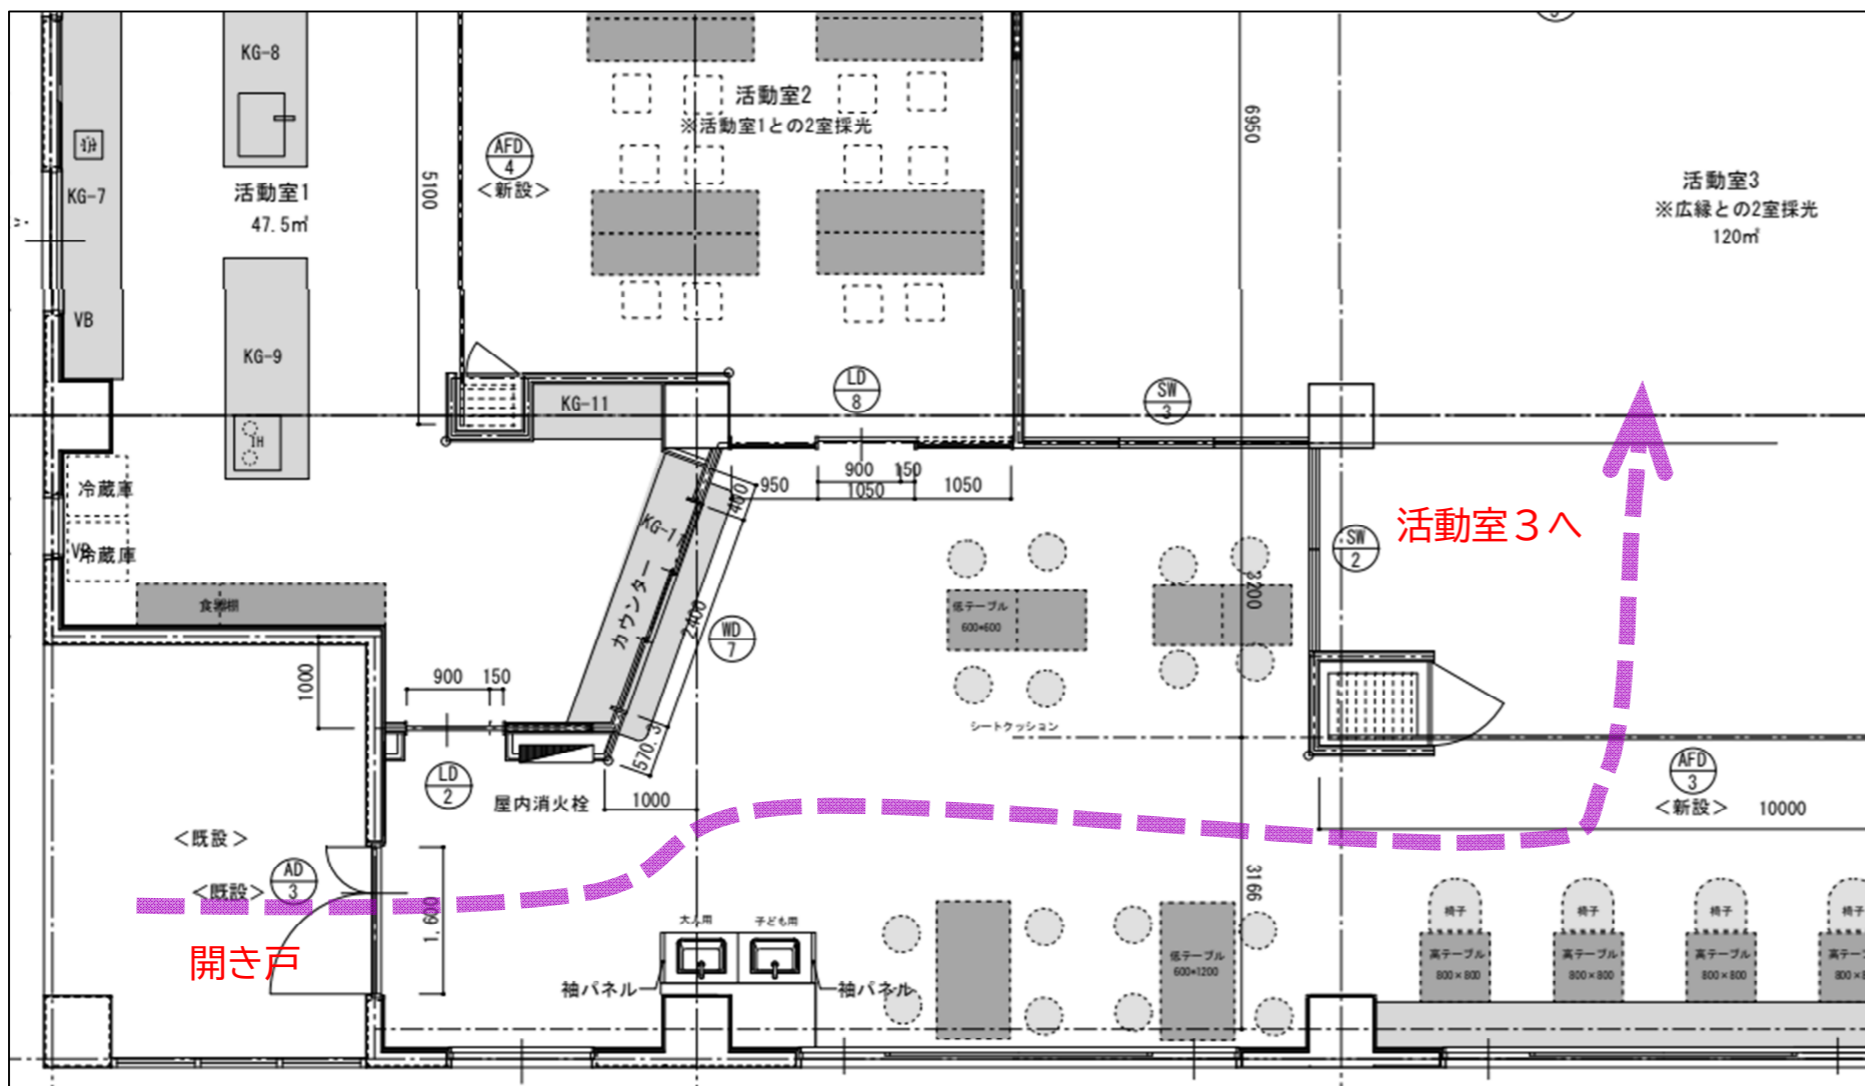 KG-8
活動室2
※活動室1との2室採光
6950
AFD
4
<新設>
5100
KG-7
活動室1
47.5㎡
活動室3
※広縁との2室採光
120㎡
VB
KG-9
KG-11
LD
8
SW
3
IH
冷蔵庫
冷蔵庫
950
900
150
1050
1050
400
カウンター
2400
WD
7
SW
2
活動室３へ
3200
低テーブル
600*600
食器棚
1000
900
150
シートクッション
570.3
LD
2
屋内消火栓
1000
AFD
3
<新設>
10000
<既設>
AD
3
<既設>
1,600
3166
開き戸
大人用
子ども用
袖パネル
袖パネル
低テーブル
600*1200
椅子
椅子
椅子
椅子
高テーブル
800×800
高テーブル
800×800
高テーブル
800×800